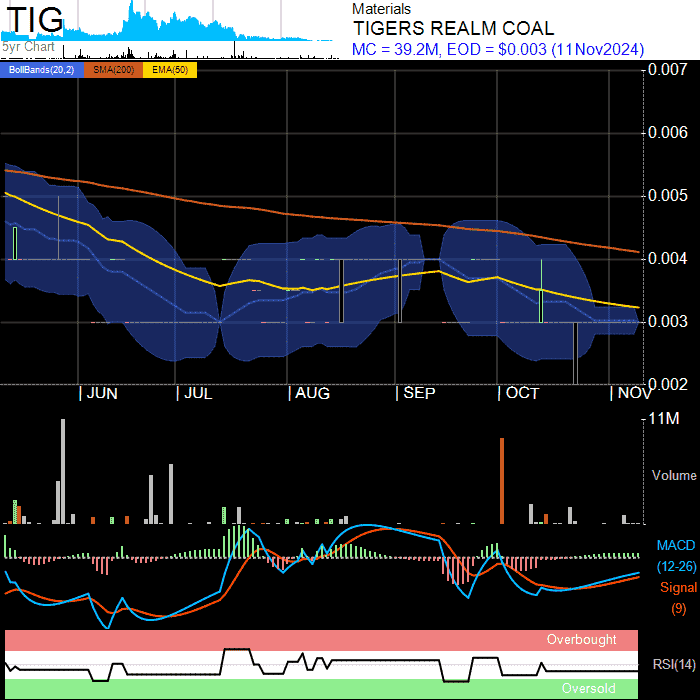 TIG
5yr Chart
Materials
TIGERS REALM COAL
MC = 39.2M, EOD = $0.003 (11Nov2024)
BollBands(20,2) SMA(200) EMA(50)
0.007
0.006
0.005
0.004
0.003
0.002
JUN JUL AUG SEP OCT NOV
11M
Volume
MACD
(12-26)
Signal
(9)
Overbought
RSI(14)
Oversold